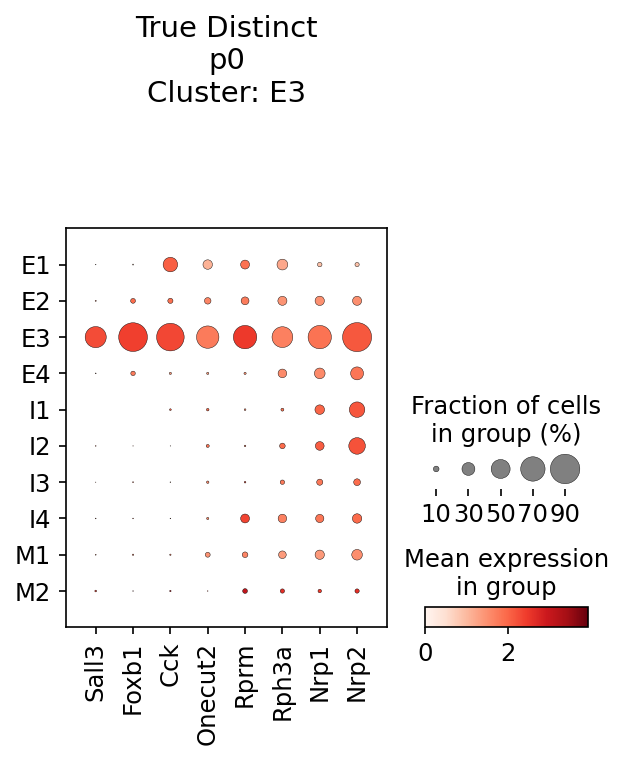 True Distinct
p0
Cluster: E3
E1
E2
E3
E4
I1
I2
I3
I4
M1
M2
Sall3
Foxb1
Cck
Onecut2
Rprm
Rph3a
Nrp1
Nrp2
Fraction of cells
in group (%)
10 30 50 70 90
Mean expression
in group
0 2